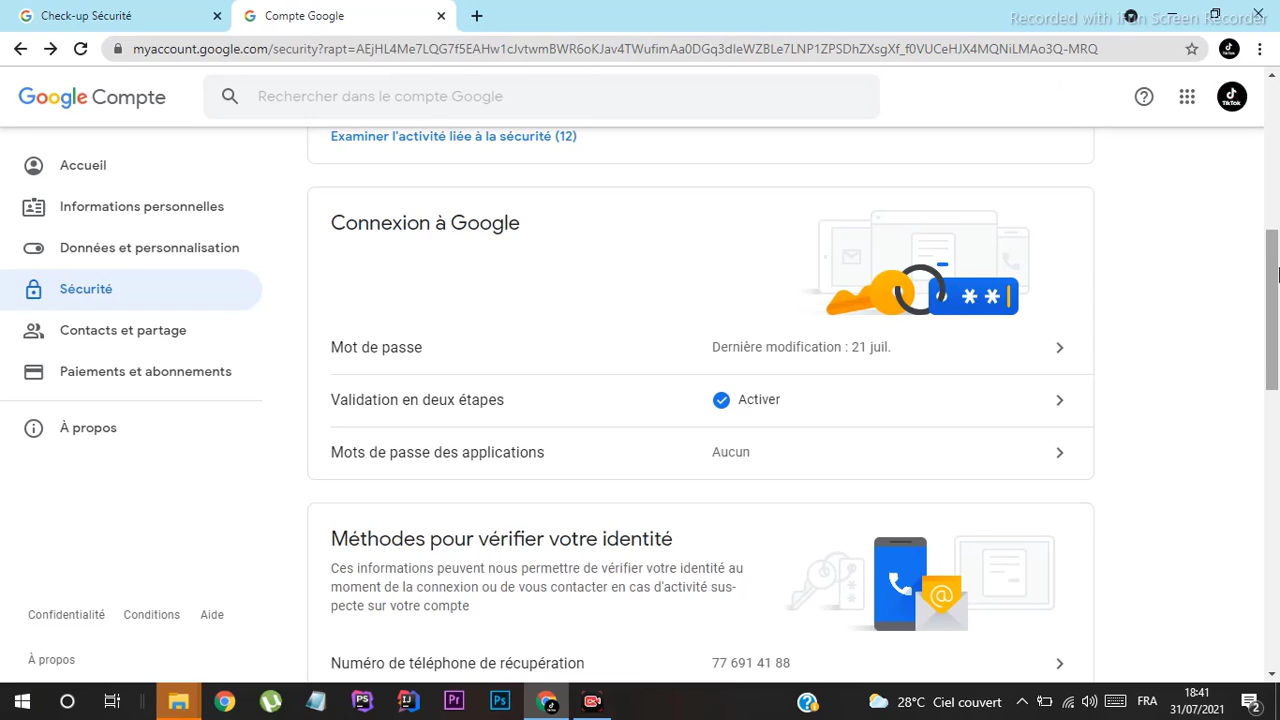 Check-up Sécurité
Compte Google
Recorded with iFun Screen Recorder
myaccount.google.com/security?rapt=AEjHL4Me7LQG7f5EAHw1cJVtwmBWR6oKJav4TWufimAa0DGq3dIeWZBLe7LNP1ZPSDhZXsgXf_f0VUCeHJX4MQNiLMAo3Q-MRQ
Google Compte
Rechercher dans le compte Google
TikTok
Examiner l'activité liée à la sécurité (12)
Accueil
Informations personnelles
Données et personnalisation
Sécurité
Contacts et partage
Paiements et abonnements
À propos
Connexion à Google
Mot de passe
Dernière modification : 21 juil.
Validation en deux étapes
Activer
Mots de passe des applications
Aucun
Méthodes pour vérifier votre identité
Ces informations peuvent nous permettre de vérifier votre identité au
moment de la connexion ou de vous contacter en cas d'activité sus-
pecte sur votre compte
Numéro de téléphone de récupération
77 691 41 88
Confidentialité
Conditions
Aide
À propos
28°C Ciel couvert
FRA
18:41
31/07/2021